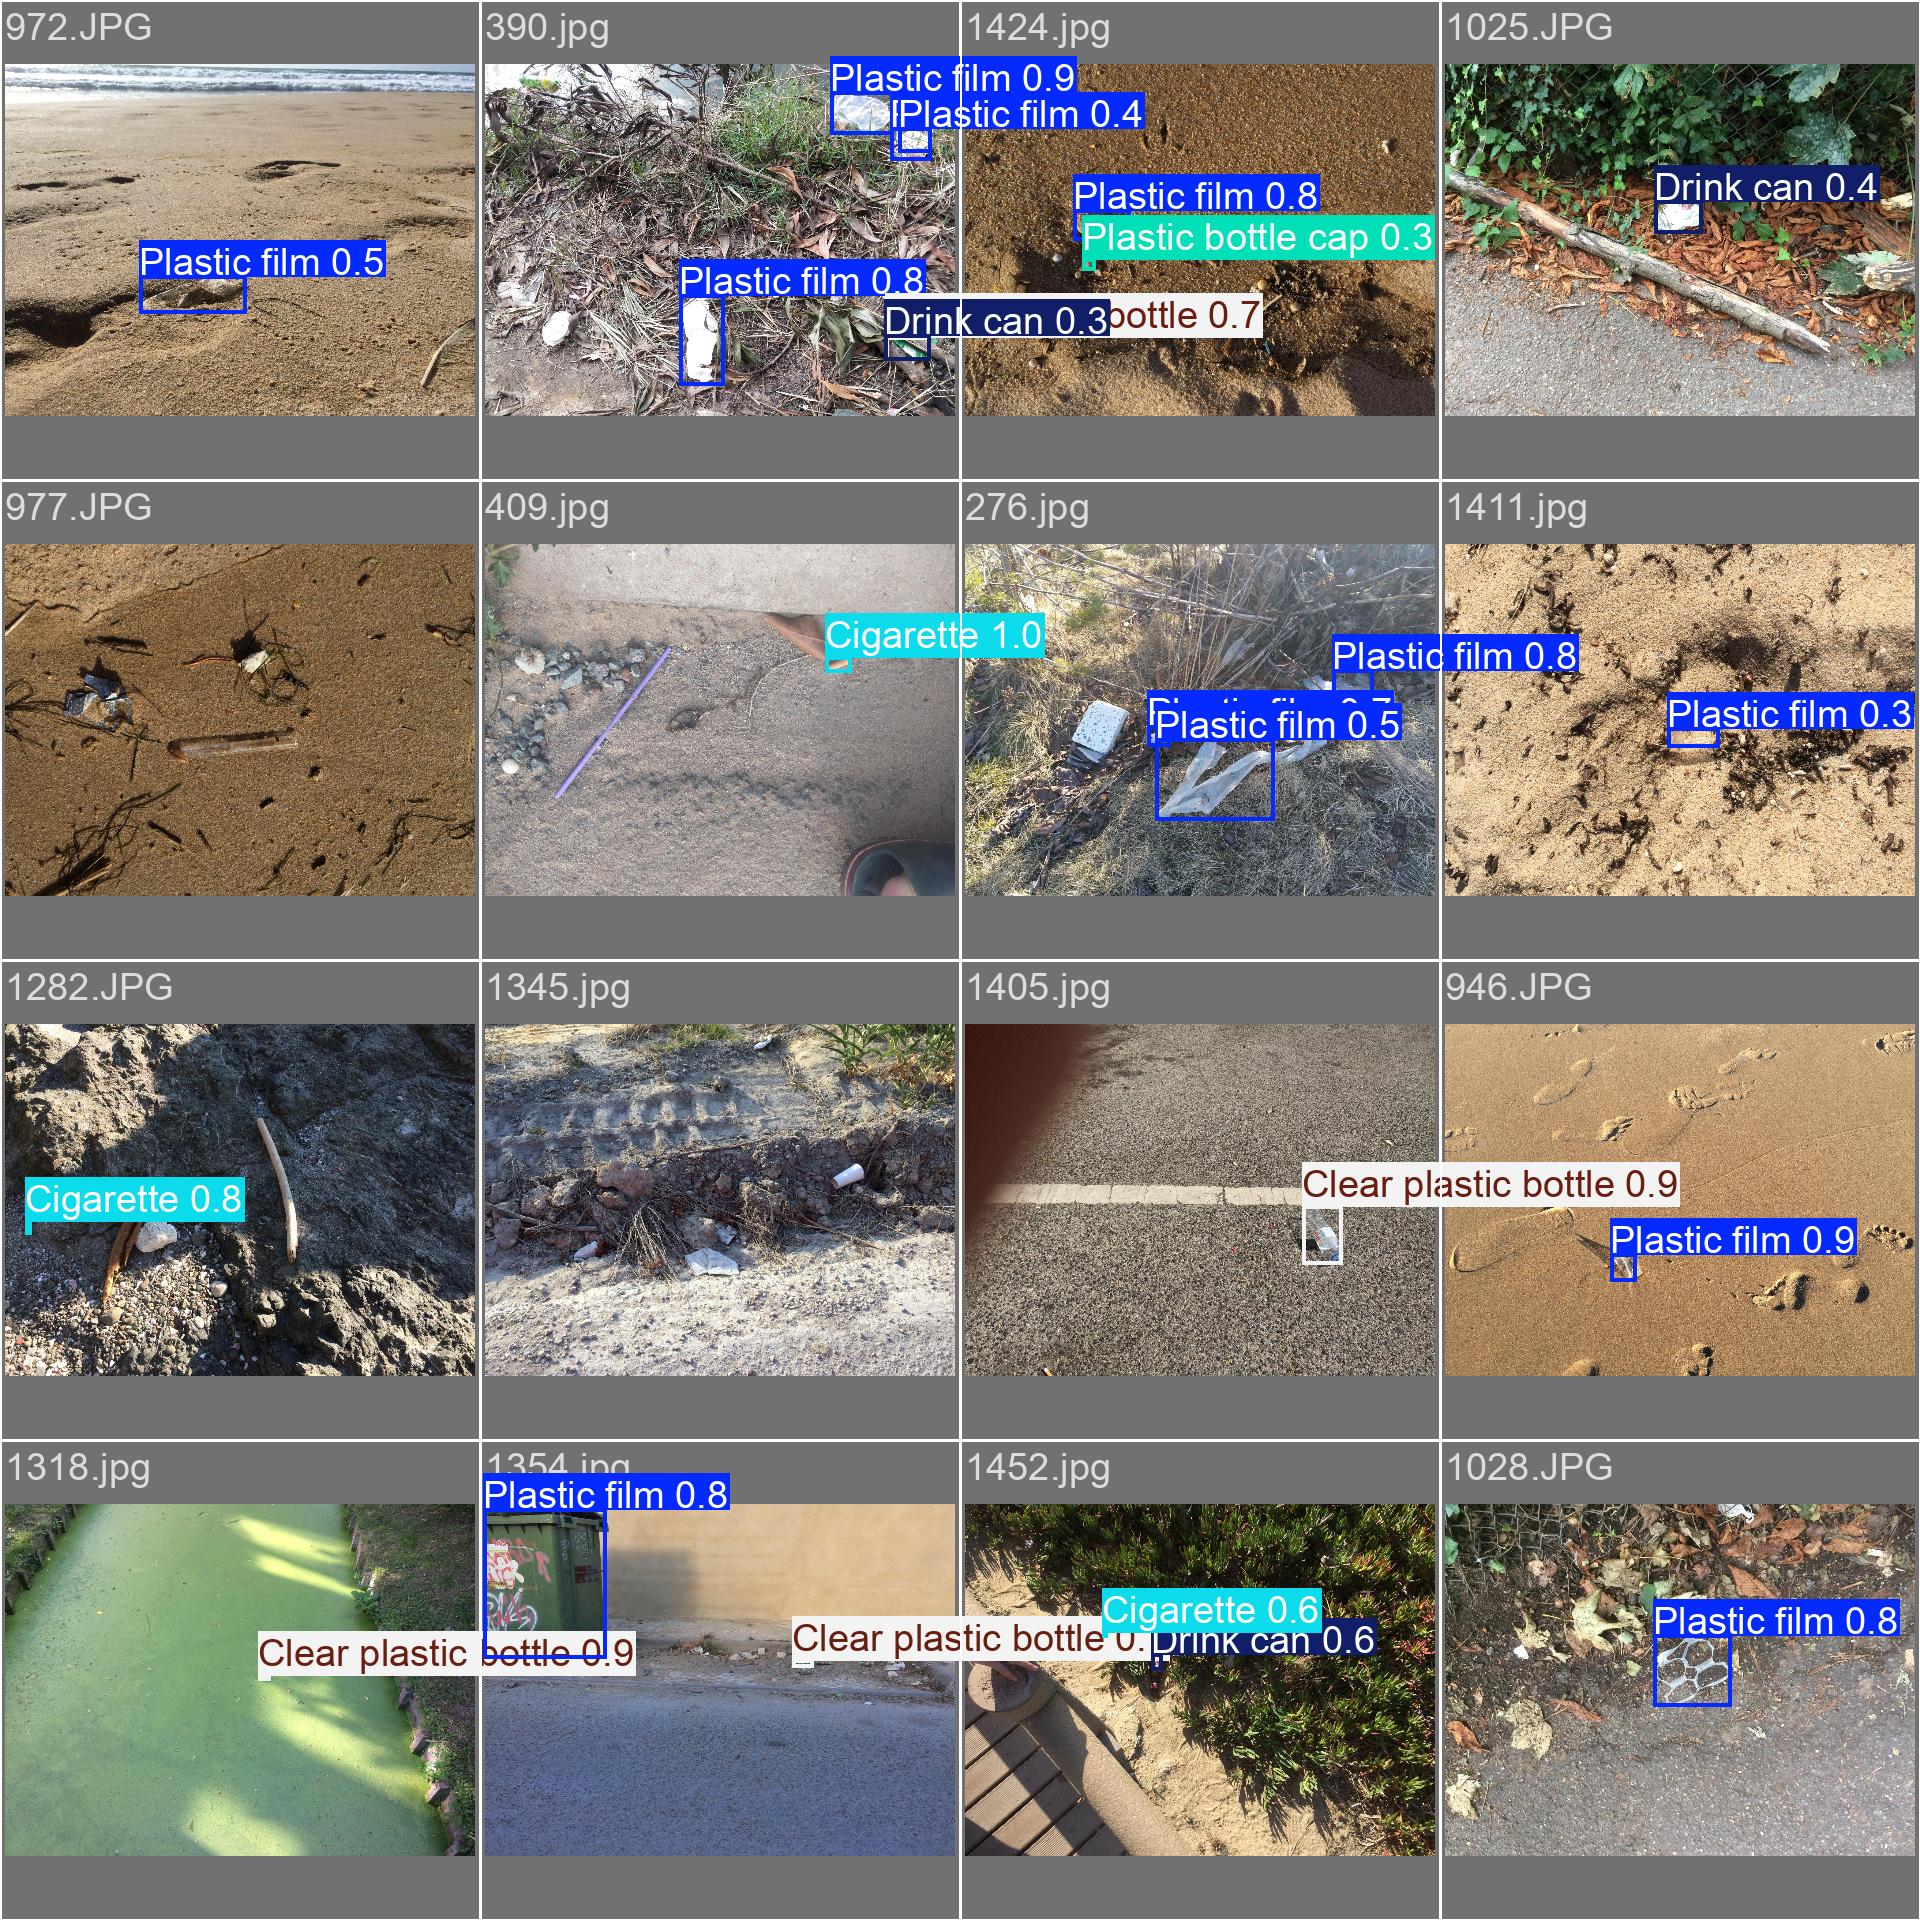 972.JPG
390.jpg
1424.jpg
1025.JPG
Plastic film 0.9
Plastic film 0.4
Plastic film 0.8
Plastic bottle cap 0.3
Drink can 0.4
Plastic film 0.5
Plastic film 0.8
Drink can 0.3
bottle 0.7
977.JPG
409.jpg
276.jpg
1411.jpg
Cigarette 1.0
Plastic film 0.8
Plastic film 0.5
Plastic film 0.3
1282.JPG
1345.jpg
1405.jpg
946.JPG
Cigarette 0.8
Clear plastic bottle 0.9
Plastic film 0.9
1318.jpg
1354.jpg
1452.jpg
1028.JPG
Plastic film 0.8
Clear plastic bottle 0.9
Clear plastic bottle 0.
Cigarette 0.6
Drink can 0.6
Plastic film 0.8